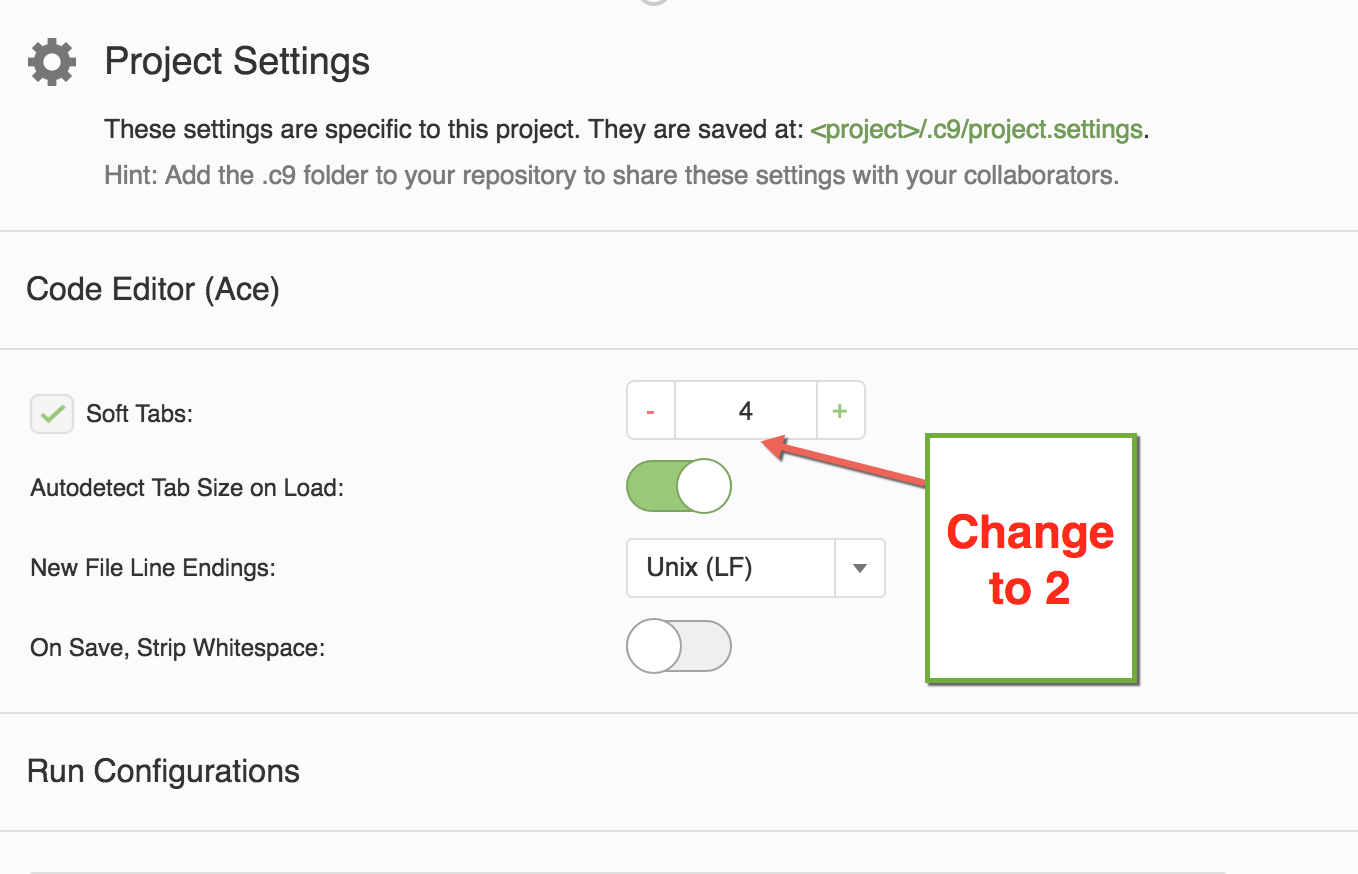 Project Settings
These settings are specific to this project. They are saved at: <project>/.c9/project.settings.
Hint: Add the .c9 folder to your repository to share these settings with your collaborators.
Code Editor (Ace)
Soft Tabs:
- 4 +
Autodetect Tab Size on Load:
New File Line Endings:
Unix (LF)
On Save, Strip Whitespace:
Change
to 2
Run Configurations